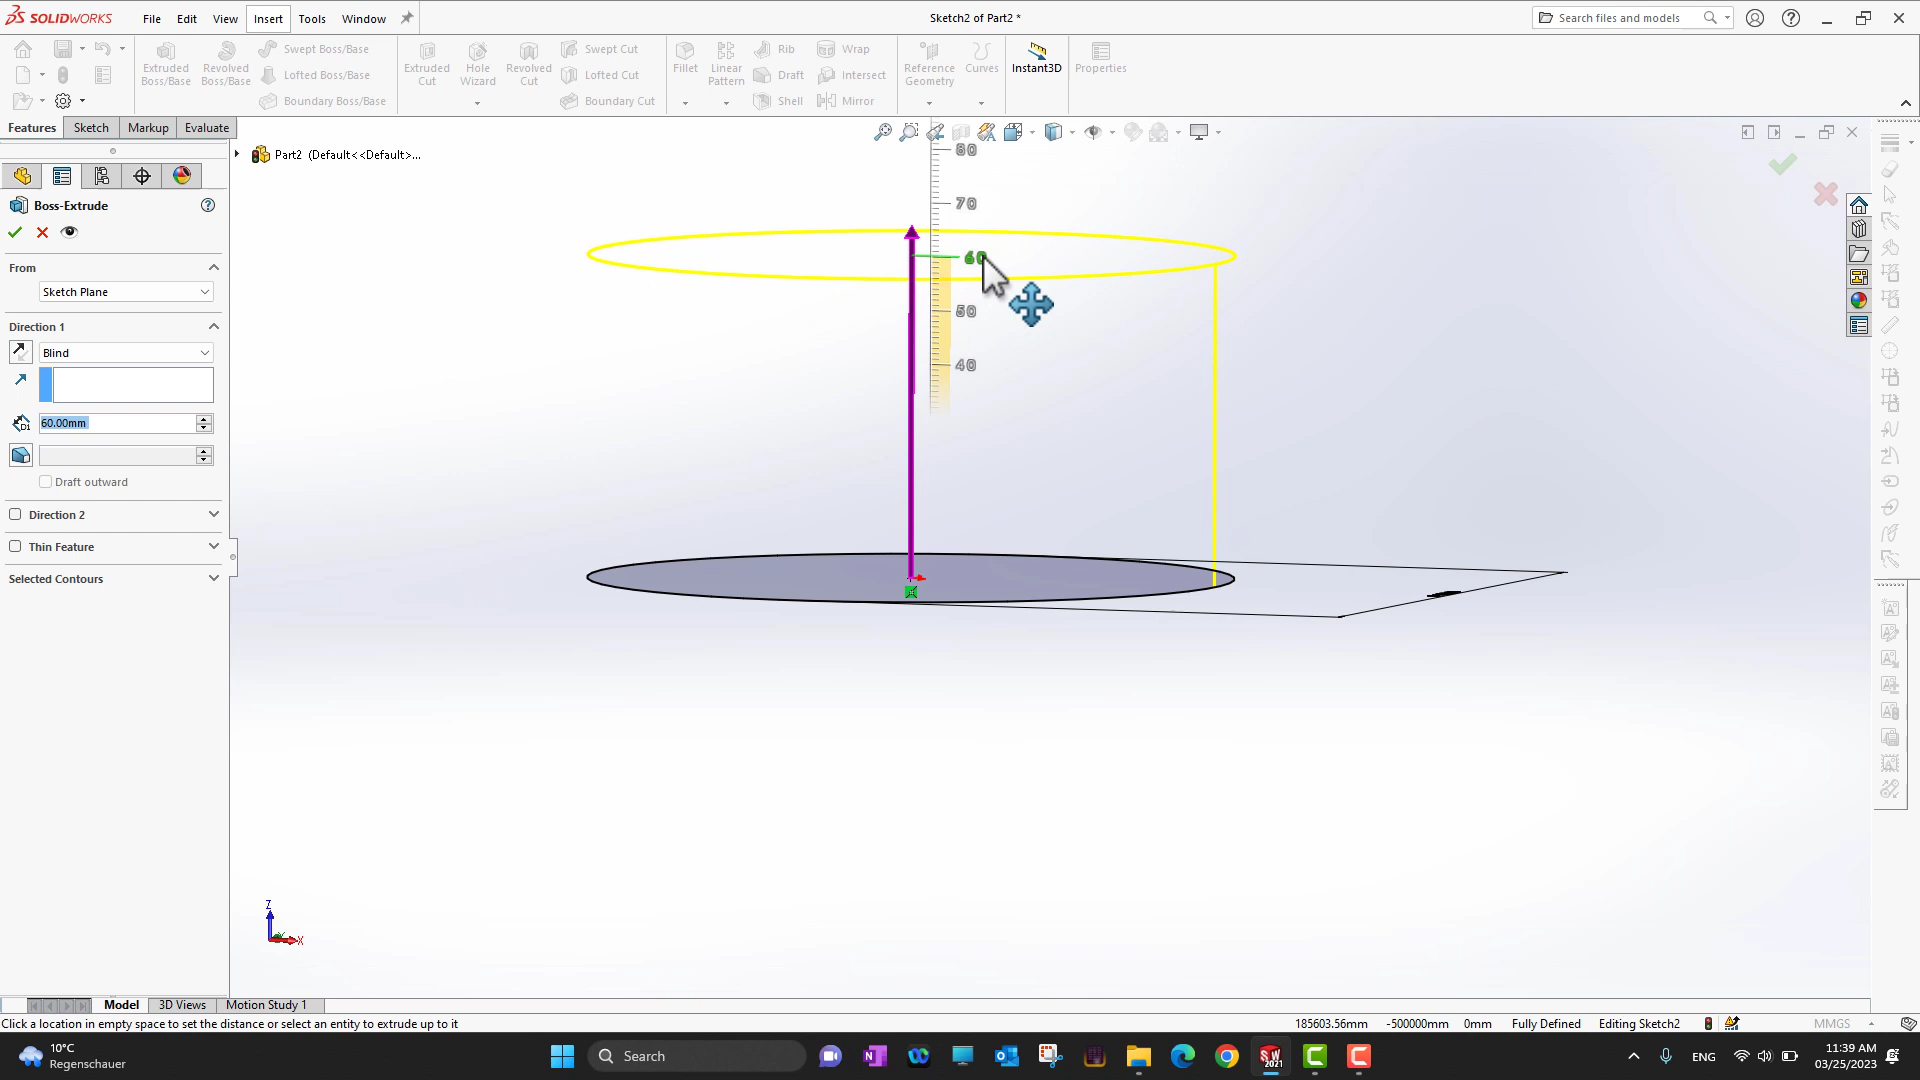 SOLIDWORKS File Edit View Insert Tools Window Sketch2 of Part2 * Search files and models
Extruded Boss/Base
Revolved Boss/Base
Swept Boss/Base
Lofted Boss/Base
Boundary Boss/Base
Extruded Cut
Hole Wizard
Revolved Cut
Swept Cut
Lofted Cut
Boundary Cut
Fillet
Linear Pattern
Rib
Draft
Shell
Wrap
Intersect
Mirror
Reference Geometry
Curves
Instant3D
Properties
Features Sketch Markup Evaluate
Part2 (Default<<Default>...
Boss-Extrude
From
Sketch Plane
Direction 1
Blind
D1
60.00mm
Draft outward
Direction 2
Thin Feature
Selected Contours
80
70
60
50
40
Z
X
Model 3D Views Motion Study 1
Click a location in empty space to set the distance or select an entity to extrude up to it 185603.56mm -500000mm 0mm Fully Defined Editing Sketch2 MMGS
10°C
Regenschauer
Search
SW
2021
ENG
11:39 AM
03/25/2023